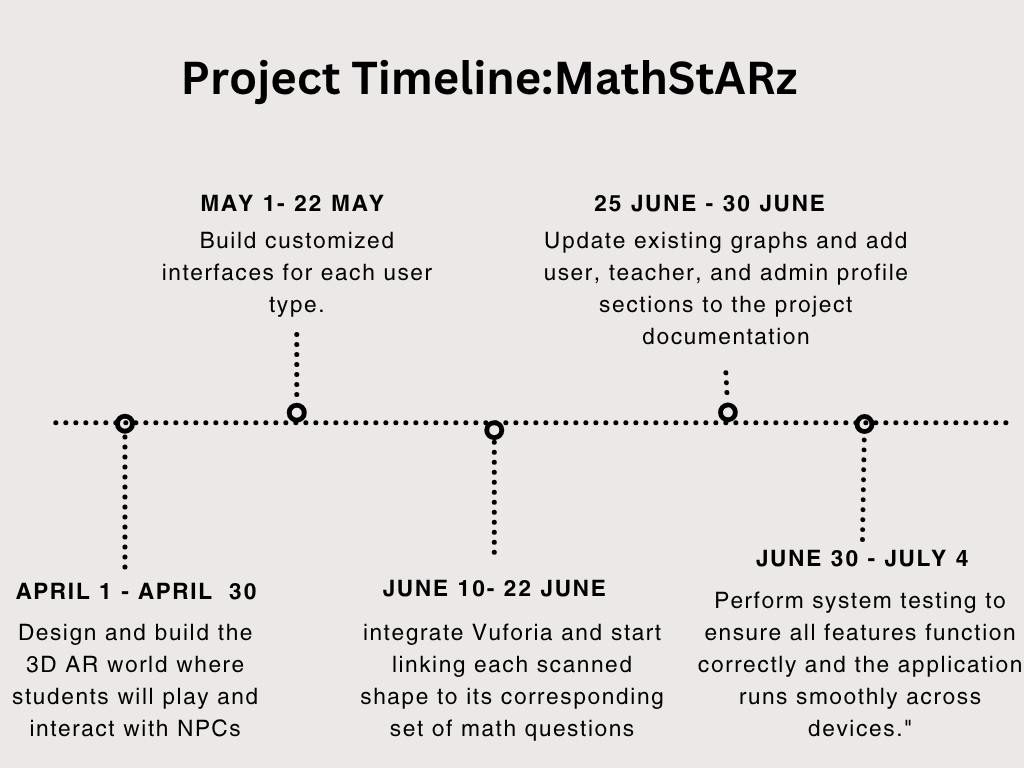 Project Timeline:MathStARz
MAY 1- 22 MAY
Build customized
interfaces for each user
type.
25 JUNE - 30 JUNE
Update existing graphs and add
user, teacher, and admin profile
sections to the project
documentation
APRIL 1 - APRIL  30
Design and build the
3D AR world where
students will play and
interact with NPCs
JUNE 10- 22 JUNE
integrate Vuforia and start
linking each scanned
shape to its corresponding
set of math questions
JUNE 30 - JULY 4
Perform system testing to
ensure all features function
correctly and the application
runs smoothly across
devices."